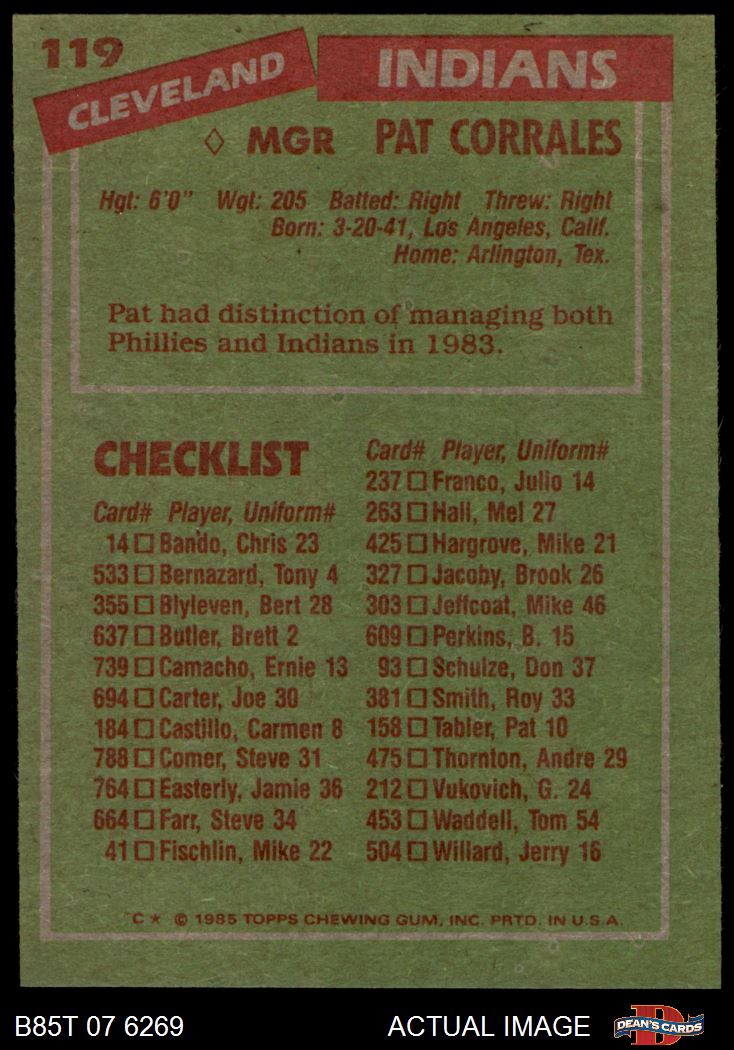 119
CLEVELAND INDIANS
◊ MGR PAT CORRALES
Hgt: 6'0" Wgt: 205 Batted: Right Threw: Right
Born: 3-20-41, Los Angeles, Calif.
Home: Arlington, Tex.
Pat had distinction of managing both
Phillies and Indians in 1983.
CHECKLIST
Card# Player, Uniform#
14 □ Bando, Chris 23
533 □ Bernazard, Tony 4
355 □ Blyleven, Bert 28
637 □ Butler, Brett 2
739 □ Camacho, Ernie 13
694 □ Carter, Joe 30
184 □ Castillo, Carmen 8
788 □ Comer, Steve 31
764 □ Easterly, Jamie 36
664 □ Farr, Steve 34
41 □ Fischlin, Mike 22
Card# Player, Uniform#
237 □ Franco, Julio 14
263 □ Hall, Mel 27
425 □ Hargrove, Mike 21
327 □ Jacoby, Brook 26
303 □ Jeffcoat, Mike 46
609 □ Perkins, B. 15
93 □ Schulze, Don 37
381 □ Smith, Roy 33
158 □ Tabler, Pat 10
475 □ Thornton, Andre 29
212 □ Vukovich, G. 24
453 □ Waddell, Tom 54
504 □ Willard, Jerry 16
C★ © 1985 TOPPS CHEWING GUM, INC. PRTD. IN U.S.A.
B85T 07 6269 ACTUAL IMAGE DEAN'S CARDS